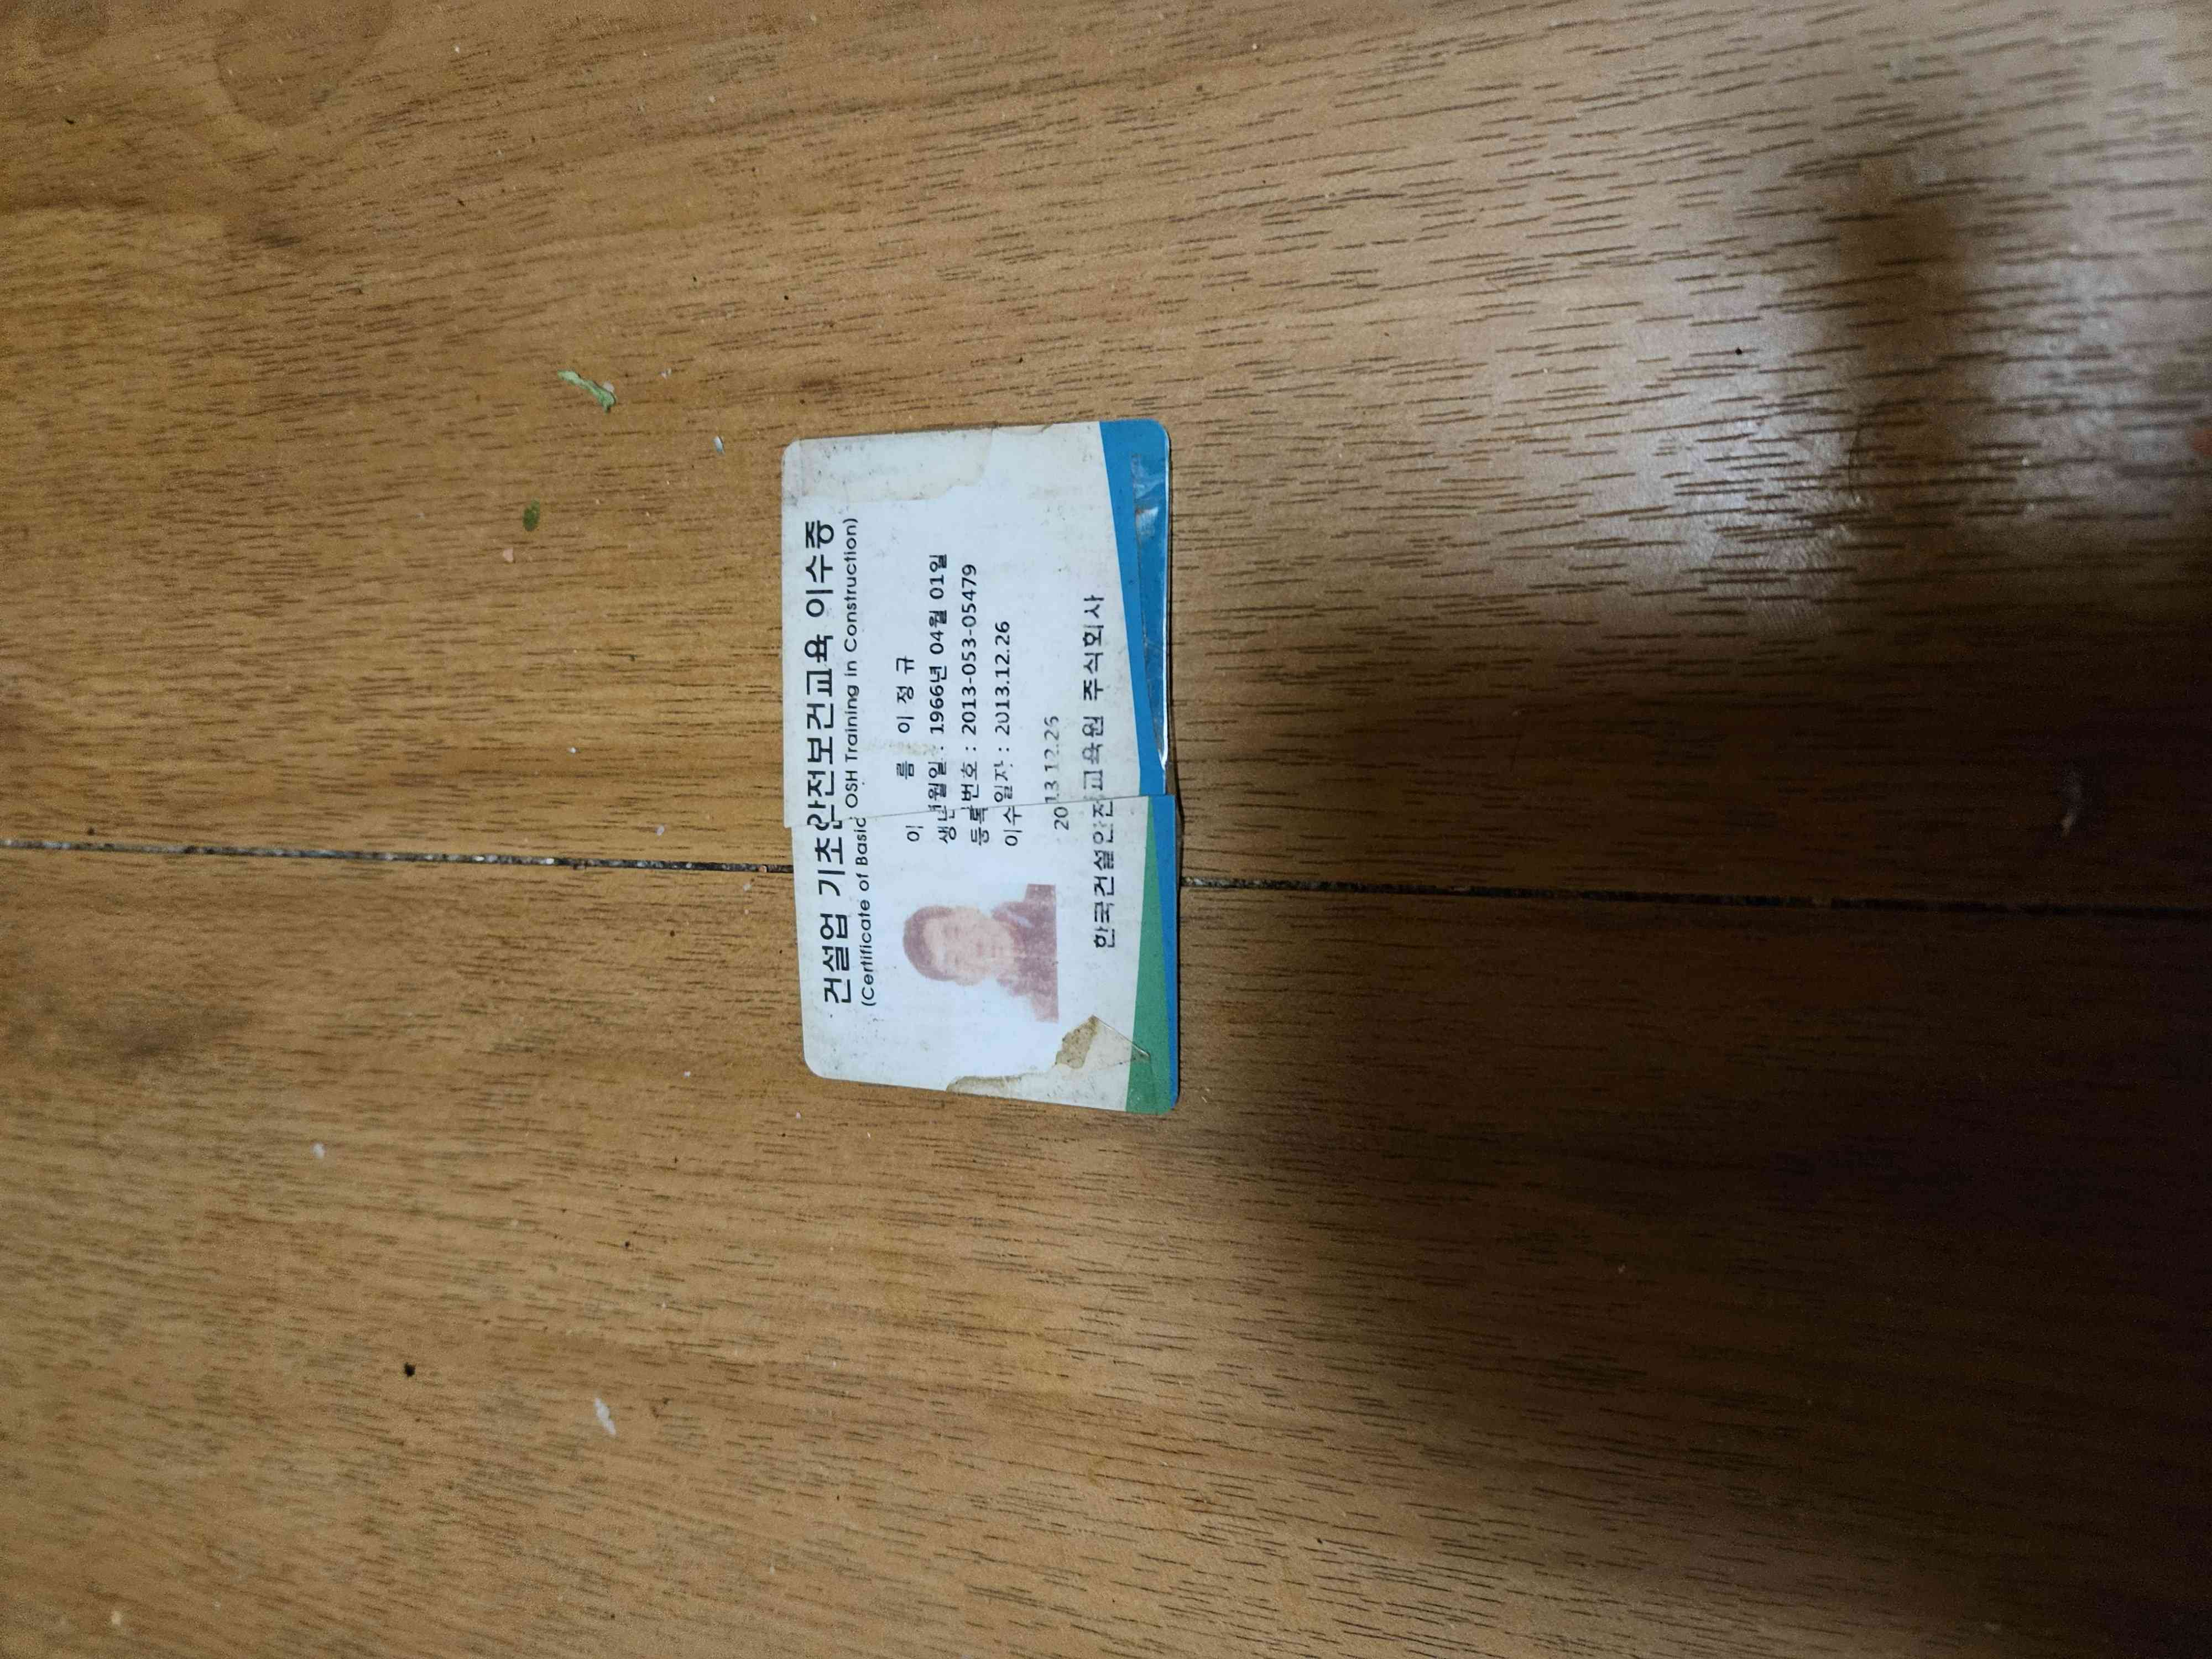 건설업 기초안전보건교육 이수증
(Certificate of Basic OSH Training in Construction)
이 름 이 정 규
생년월일 : 1966년 04월 01일
등록번호 : 2013-053-05479
이수일자 : 2013.12.26
2013.12.26
한국건설안전교육원 주식회사